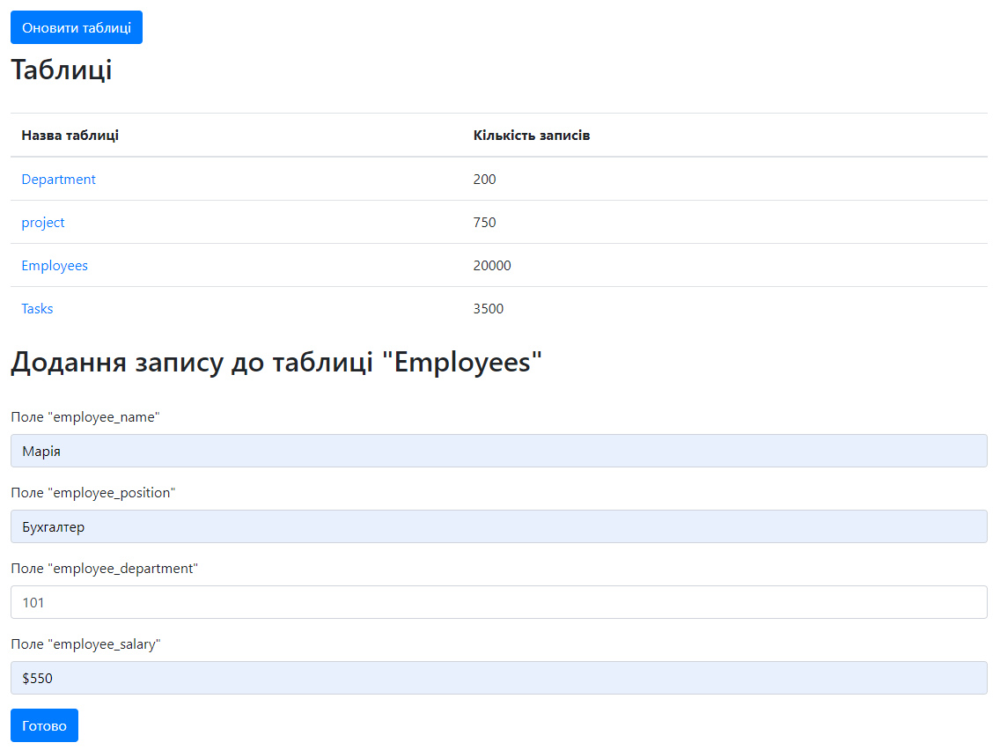 Оновити таблиці
Таблиці
Назва таблиці Кількість записів
Department 200
project 750
Employees 20000
Tasks 3500
Додання запису до таблиці "Employees"
Поле "employee_name"
Марія
Поле "employee_position"
Бухгалтер
Поле "employee_department"
101
Поле "employee_salary"
$550
Готово